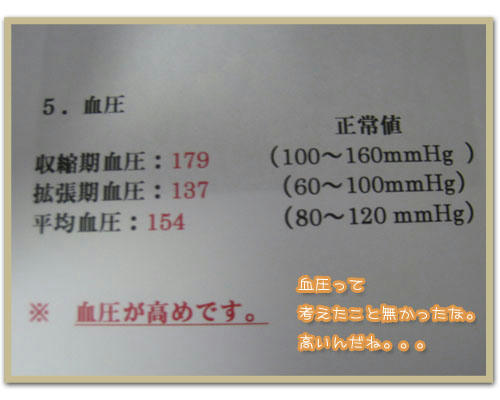 5．血圧
正常値
収縮期血圧：179 （100～160mmHg ）
拡張期血圧：137 （60～100mmHg）
平均血圧：154 （80～120 mmHg）
※ 血圧が高めです。
血圧って
考えたこと無かったな。
高いんだね。。。